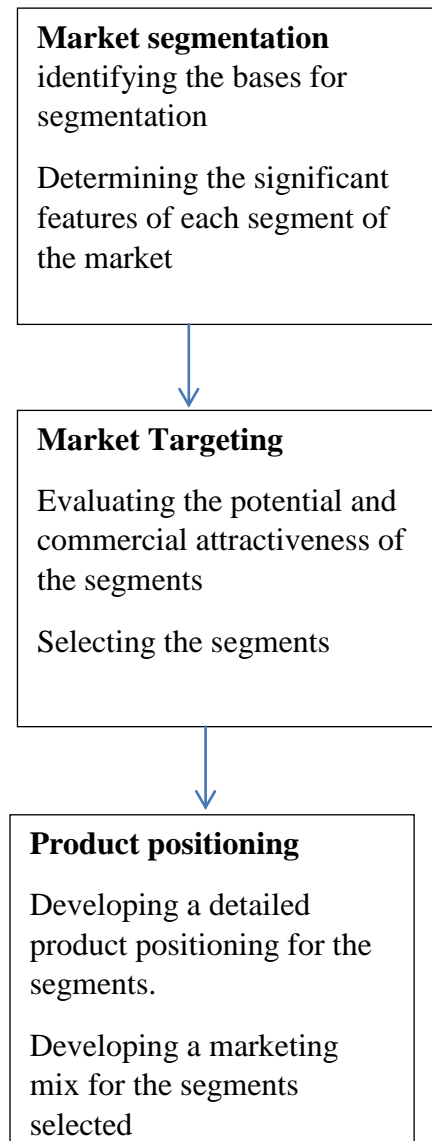 Market segmentation
identifying the bases for
segmentation
Determining the significant
features of each segment of
the market
Market Targeting
Evaluating the potential and
commercial attractiveness of
the segments
Selecting the segments
Product positioning
Developing a detailed
product positioning for the
segments.
Developing a marketing
mix for the segments
selected